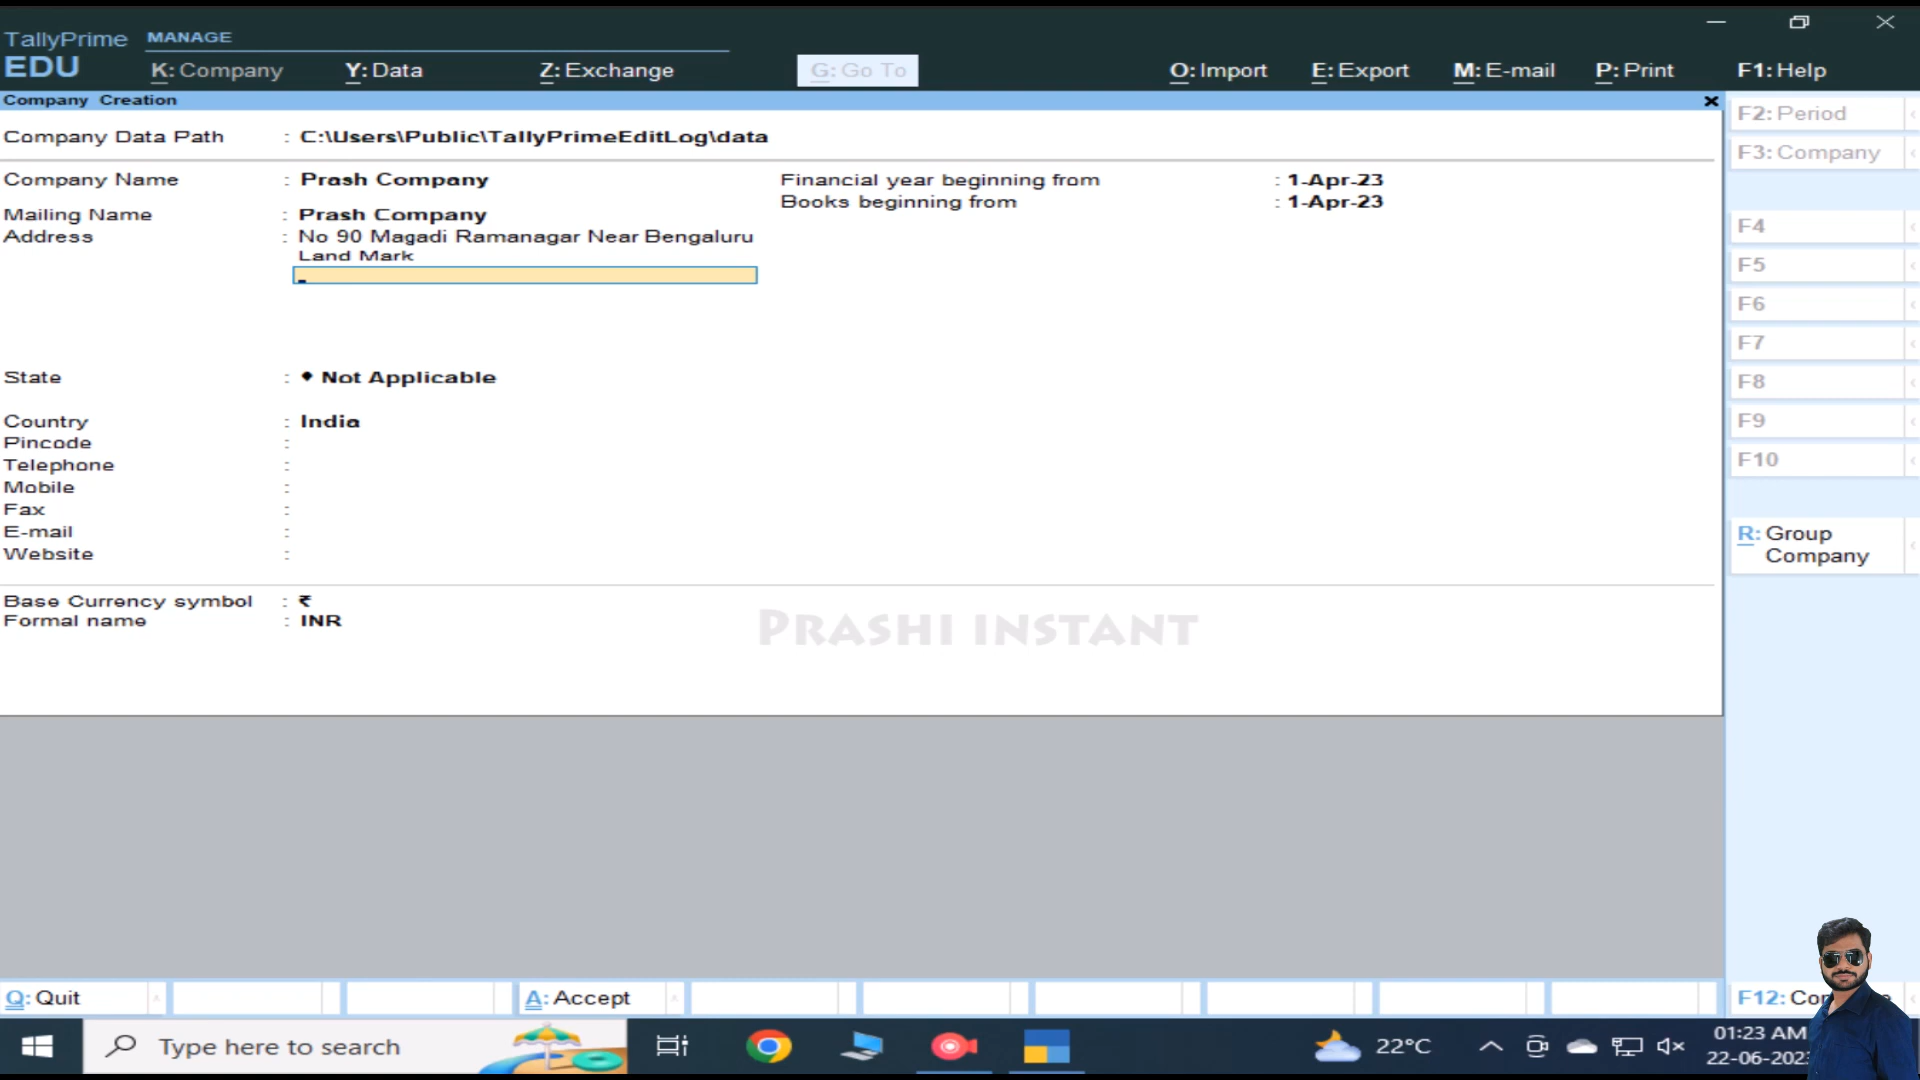 TallyPrime
EDU
MANAGE
K: Company
Y: Data
Z: Exchange
G: Go To
O: Import
E: Export
M: E-mail
P: Print
F1: Help
Company Creation
Company Data Path : C:\Users\Public\TallyPrimeEditLog\data
Company Name : Prash Company
Financial year beginning from : 1-Apr-23
Books beginning from : 1-Apr-23
Mailing Name : Prash Company
Address : No 90 Magadi Ramanagar Near Bengaluru
Land Mark
State : ♦ Not Applicable
Country : India
Pincode :
Telephone :
Mobile :
Fax :
E-mail :
Website :
Base Currency symbol : ₹
Formal name : INR
PRASHI INSTANT
F2: Period
F3: Company
F4
F5
F6
F7
F8
F9
F10
R: Group
Company
Q: Quit
A: Accept
F12:
Type here to search
22°C
01:23 AM
22-06-202